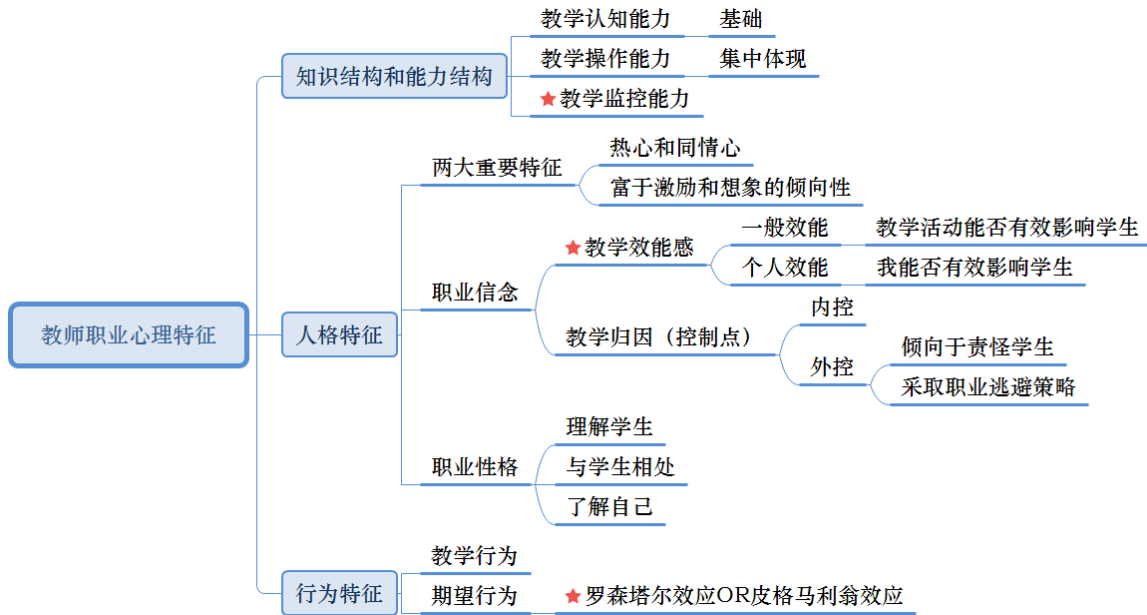 教师职业心理特征
知识结构和能力结构
教学认知能力
基础
教学操作能力
集中体现
教学监控能力
人格特征
两大重要特征
热心和同情心
富于激励和想象的倾向性
职业信念
教学效能感
一般效能
教学活动能否有效影响学生
个人效能
我能否有效影响学生
教学归因（控制点）
内控
外控
倾向于责怪学生
采取职业逃避策略
职业性格
理解学生
与学生相处
了解自己
行为特征
教学行为
期望行为
罗森塔尔效应OR皮格马利翁效应